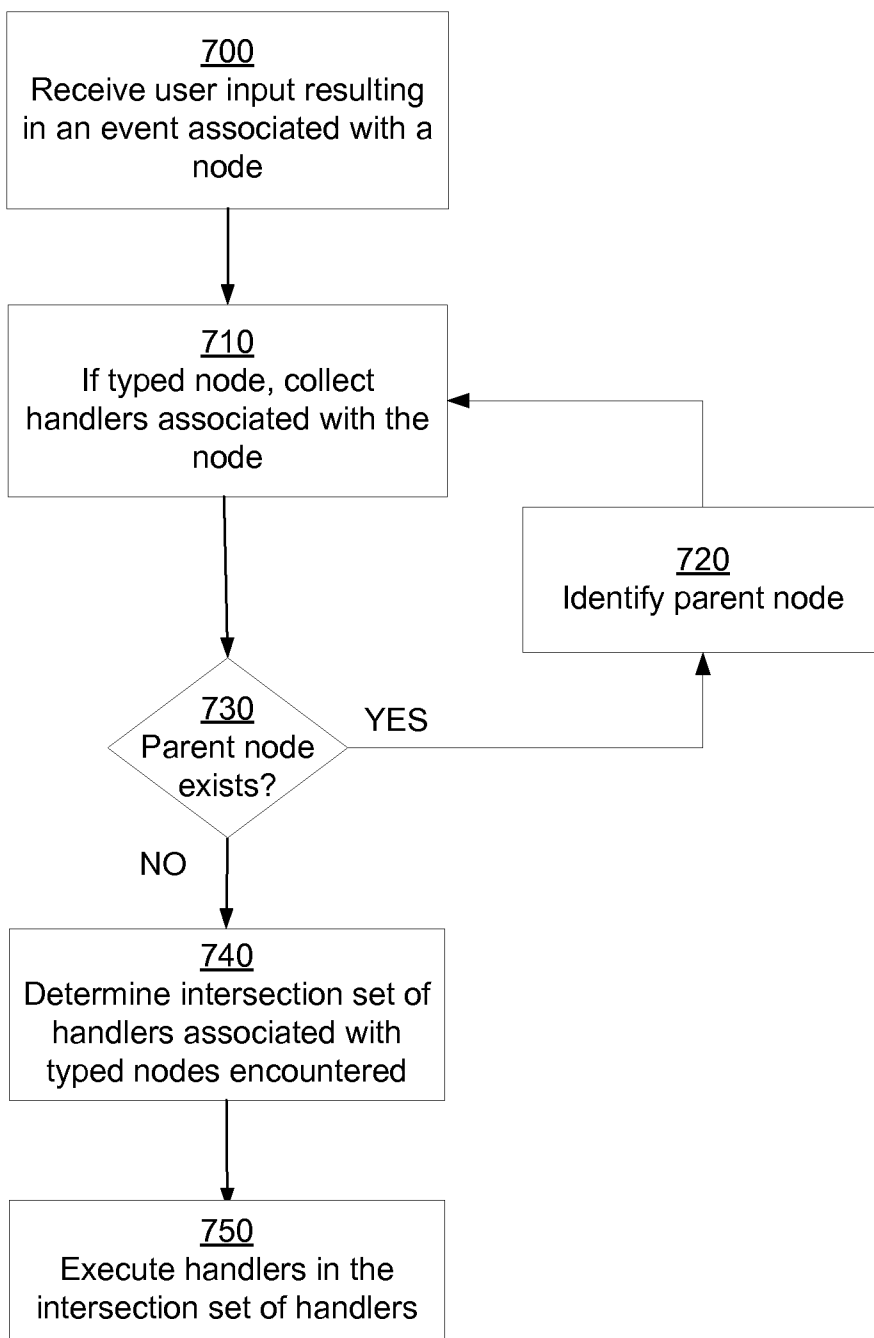 700
Receive user input resulting
in an event associated with a
node
710
If typed node, collect
handlers associated with the
node
720
Identify parent node
730
Parent node
exists?
YES
NO
740
Determine intersection set of
handlers associated with
typed nodes encountered
750
Execute handlers in the
intersection set of handlers